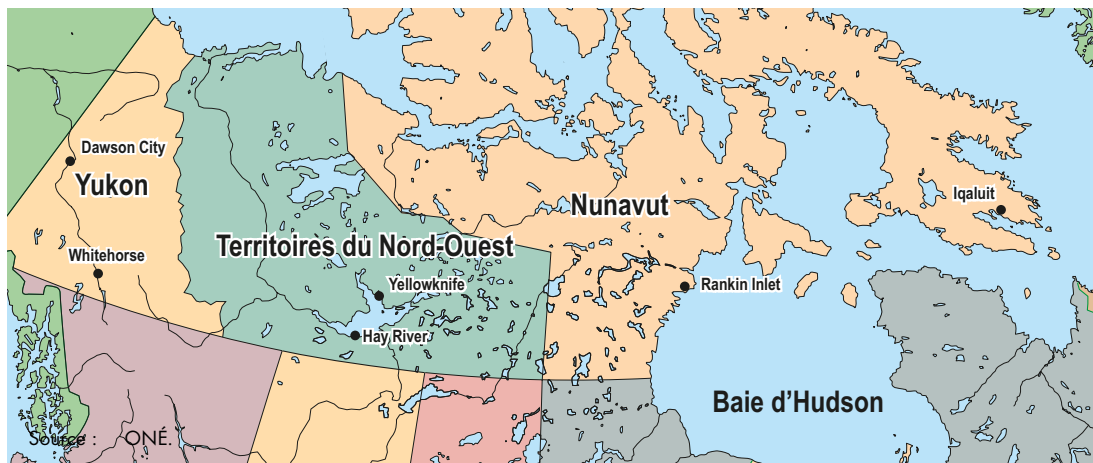 Dawson City
Yukon
Whitehorse
Territoires du Nord-Ouest
Yellowknife
Hay River
Nunavut
Rankin Inlet
Iqaluit
Baie d’Hudson
Source : ONÉ.